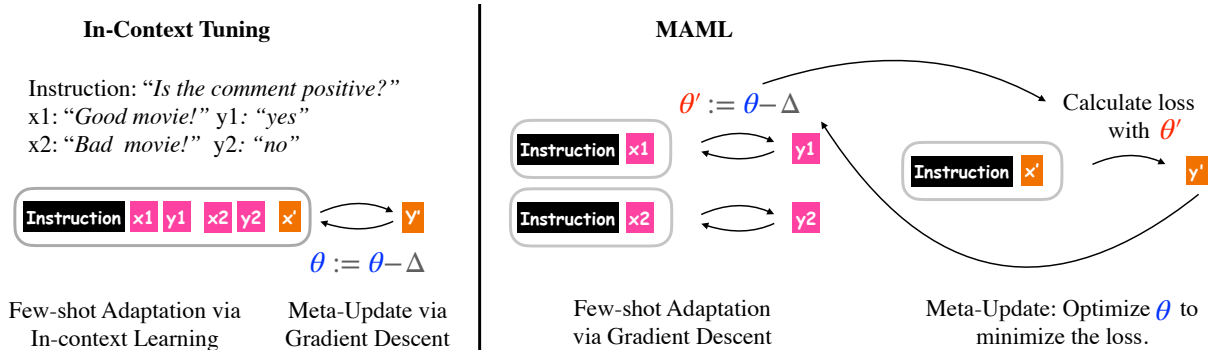 In-Context Tuning
Instruction: “Is the comment positive?”
x1: “Good movie!” y1: “yes”
x2: “Bad movie!” y2: “no”
Instruction x1 y1 x2 y2 x' Y'
θ := θ − Δ
Few-shot Adaptation via
In-context Learning
Meta-Update via
Gradient Descent
MAML
θ' := θ − Δ
Instruction x1 y1
Instruction x2 y2
Few-shot Adaptation
via Gradient Descent
Calculate loss
with θ'
Instruction x' y'
Meta-Update: Optimize θ to
minimize the loss.